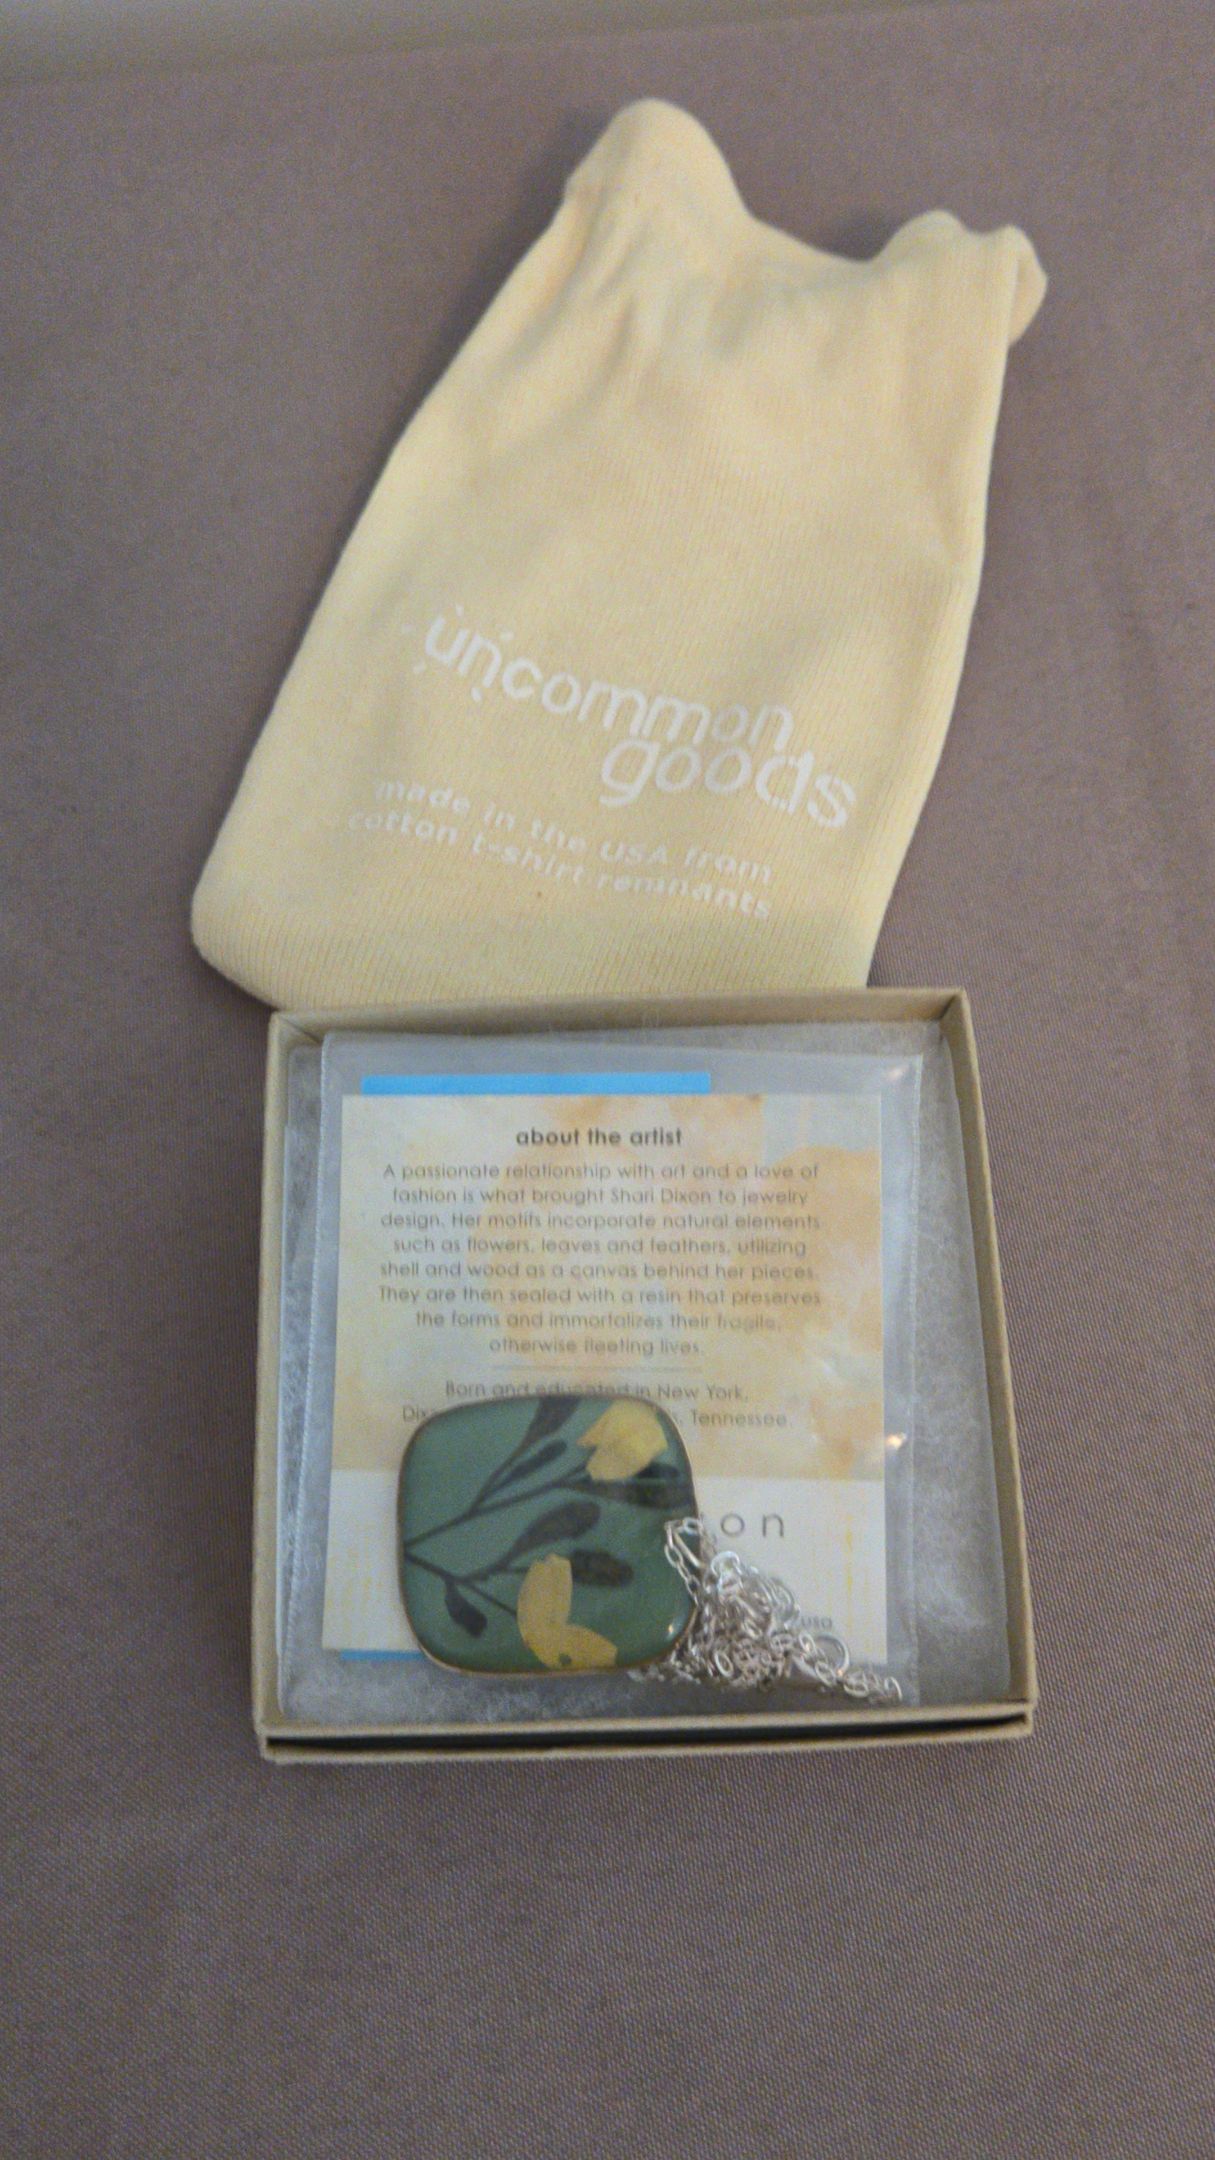 uncommon
goods
made in the USA from
cotton t-shirt remnants
about the artist
A passionate relationship with art and a love of
fashion is what brought Shari Dixon to jewelry
design. Her motifs incorporate natural elements
such as flowers, leaves and feathers, utilizing
shell and wood as a canvas behind her pieces.
They are then sealed with a resin that preserves
the forms and immortalizes their fragile,
otherwise fleeting lives.
Born and educated in New York,
Tennessee.
on
usa